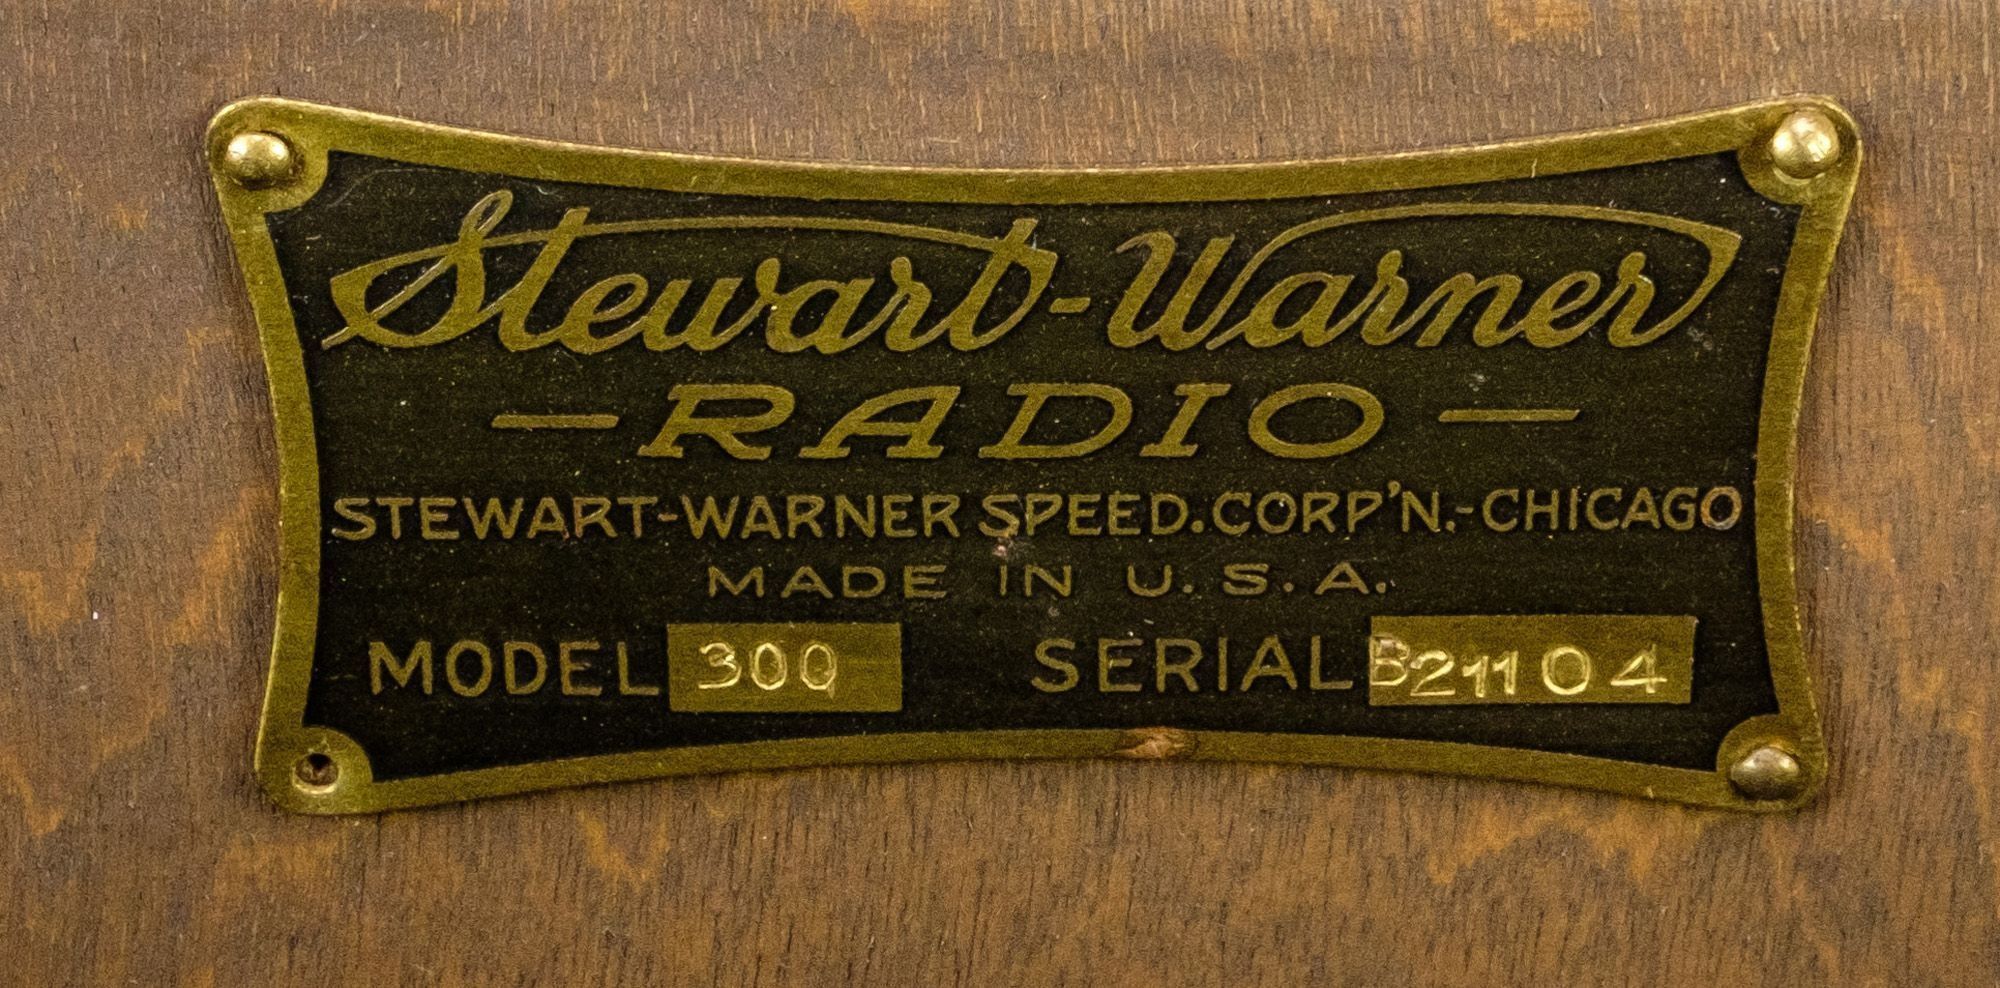 Stewart-Warner
— RADIO —
STEWART-WARNER SPEED. CORP'N.-CHICAGO
MADE IN U.S.A.
MODEL 300 SERIAL B21104